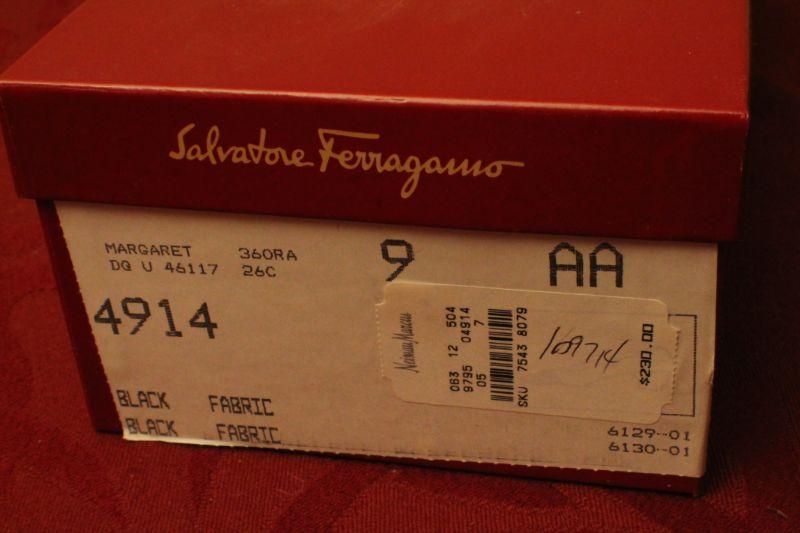 Salvatore Ferragamo
MARGARET 360RA 9 AA
DG U 46117 26C
4914
Neiman Marcus
063 12 504
9795 04914
05 7
SKU 7543 8079
109714
$230.00
BLACK FABRIC
BLACK FABRIC
6129-01
6130-01